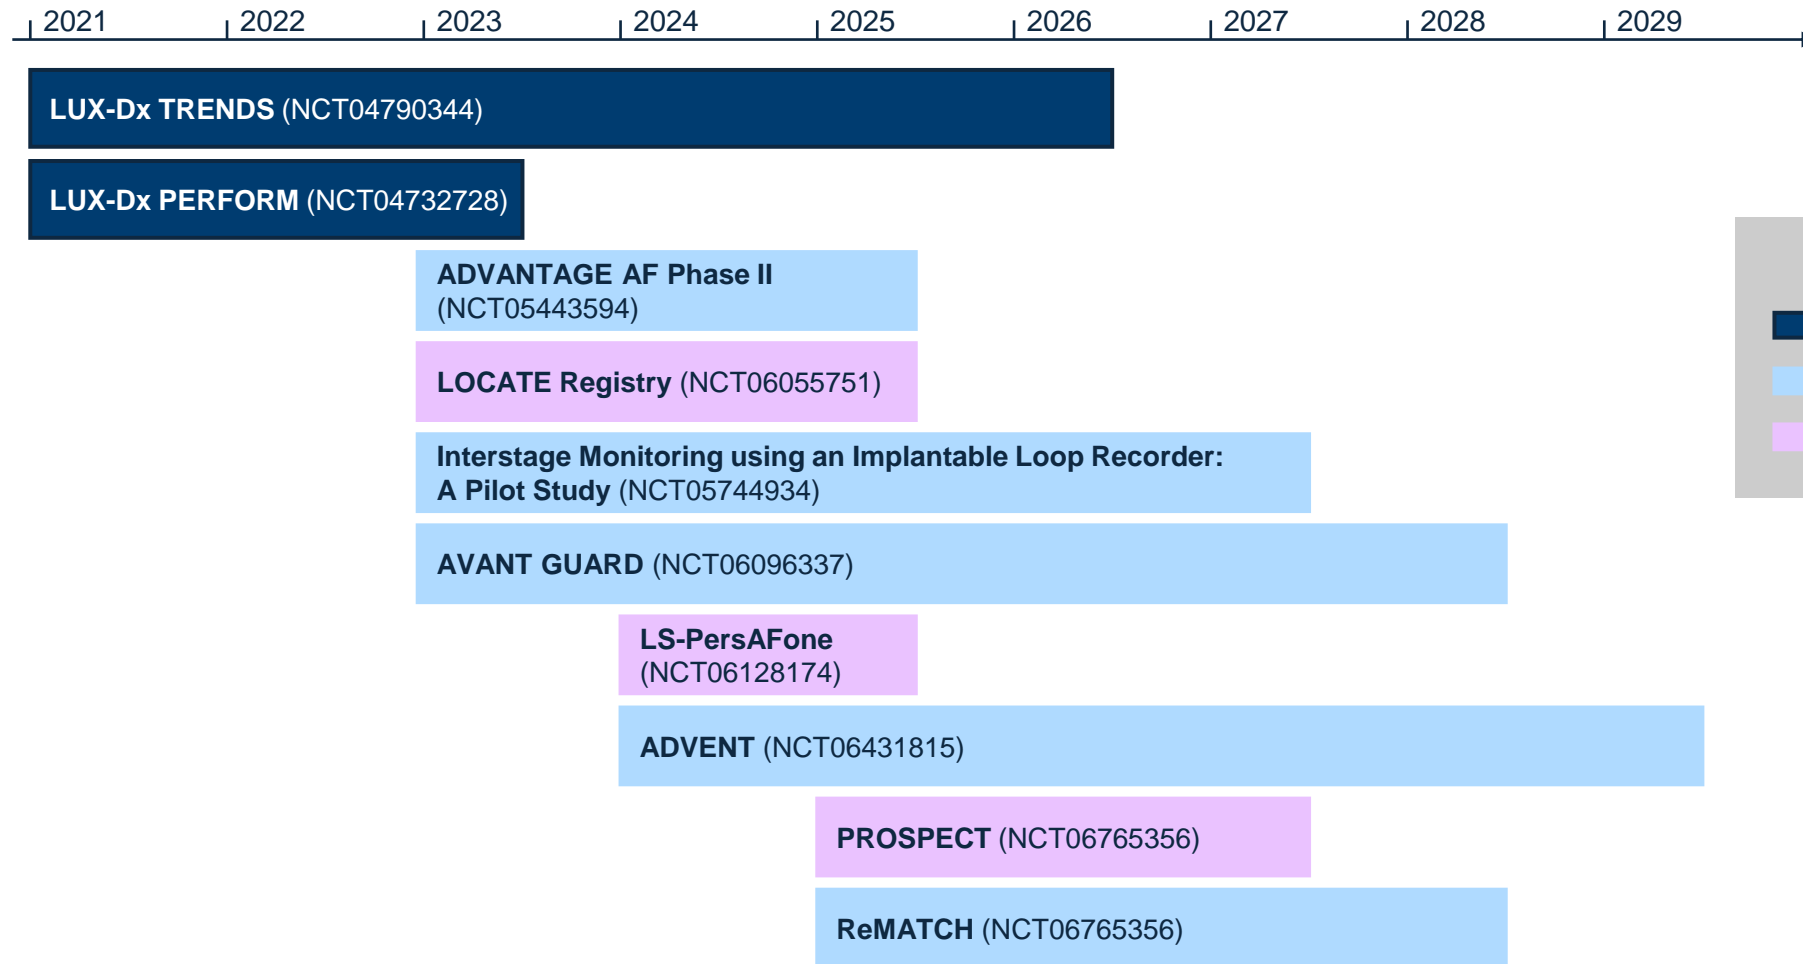 2021 2022 2023 2024 2025 2026 2027 2028 2029
LUX-Dx TRENDS (NCT04790344)
LUX-Dx PERFORM (NCT04732728)
ADVANTAGE AF Phase II
(NCT05443594)
LOCATE Registry (NCT06055751)
Interstage Monitoring using an Implantable Loop Recorder:
A Pilot Study (NCT05744934)
AVANT GUARD (NCT06096337)
LS-PersAFone
(NCT06128174)
ADVENT (NCT06431815)
PROSPECT (NCT06765356)
ReMATCH (NCT06765356)